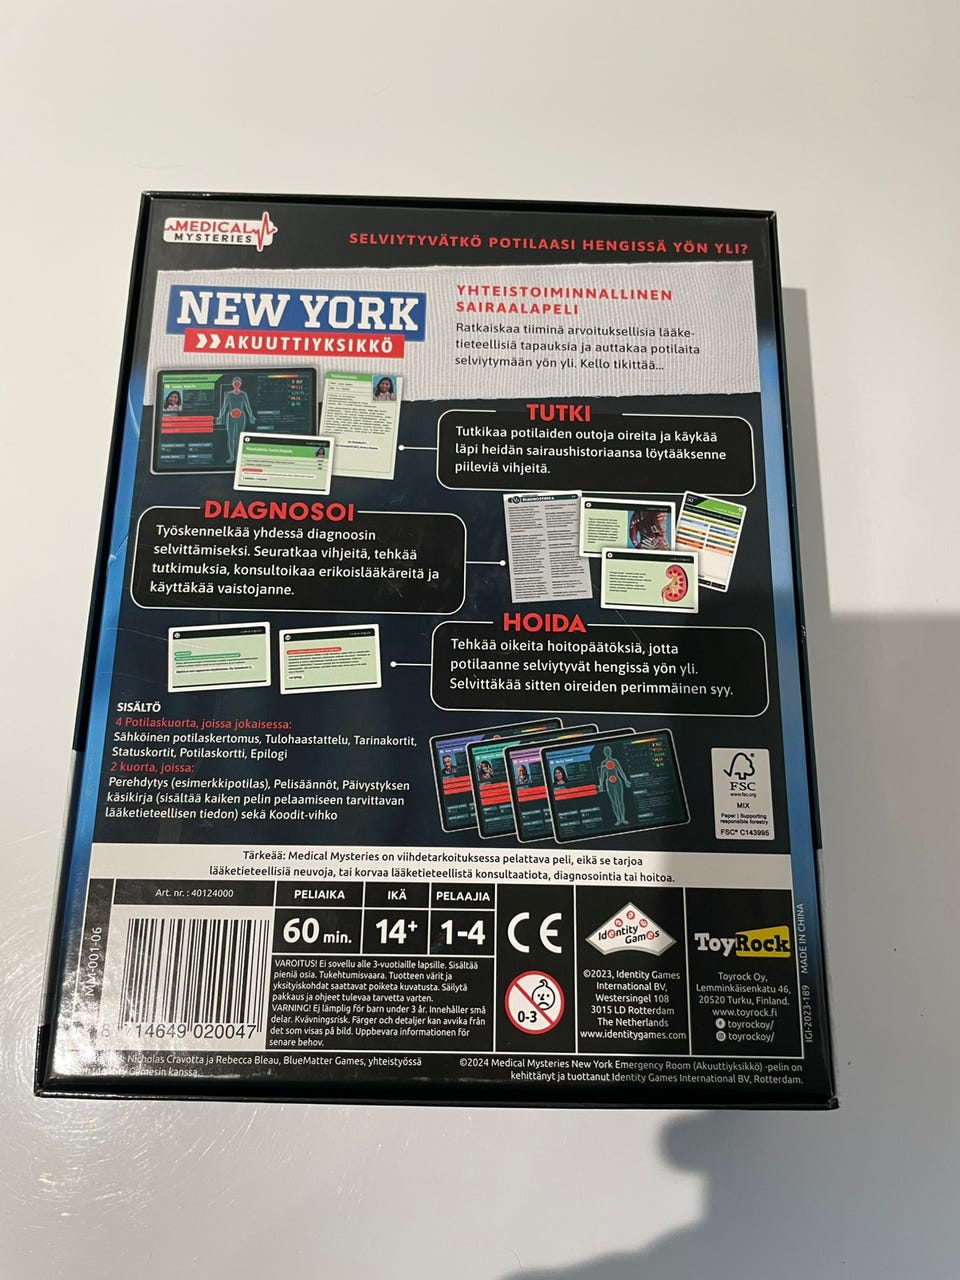 MEDICAL
MYSTERIES
SELVIYTYVÄTKÖ POTILAASI HENGISSÄ YÖN YLI?
NEW YORK
AKUUTTIYKSIKKÖ
YHTEISTOIMINNALLINEN
SAIRAALAPELI
Ratkaiskaa tiiminä arvoituksellisia lääke-
tieteellisiä tapauksia ja auttakaa potilaita
selviytymään yön yli. Kello tikittää...
TUTKI
Tutkikaa potilaiden outoja oireita ja käykää
läpi heidän sairaushistoriaansa löytääksenne
piileviä vihjeitä.
DIAGNOSOI
Työskennelkää yhdessä diagnoosin
selvittämiseksi. Seuratkaa vihjeitä, tehkää
tutkimuksia, konsultoikaa erikoislääkäreitä ja
käyttäkää vaistojanne.
DIAGNOSTIIKKA
HOIDA
Tehkää oikeita hoitopäätöksiä, jotta
potilaanne selviytyvät hengissä yön yli.
Selvittäkää sitten oireiden perimmäinen syy.
SISÄLTÖ
4 Potilaskuorta, joissa jokaisessa:
Sähköinen potilaskertomus, Tulohaastattelu, Tarinakortit,
Statuskortit, Potilaskortti, Epilogi
2 kuorta, joissa:
Perehdytys (esimerkkipotilas), Pelisäännöt, Päivystyksen
käsikirja (sisältää kaiken pelin pelaamiseen tarvittavan
lääketieteellisen tiedon) sekä Koodit-vihko
FSC
www.fsc.org
MIX
Paper | Supporting
responsible forestry
FSC® C143995
Tärkeää: Medical Mysteries on viihdetarkoituksessa pelattava peli, eikä se tarjoa
lääketieteellisiä neuvoja, tai korvaa lääketieteellistä konsultaatiota, diagnosointia tai hoitoa.
Art. nr. : 40124000
PELIAIKA
IKÄ
PELAAJIA
60 min.
14+
1-4
CE
VAROITUS! Ei sovellu alle 3-vuotiaille lapsille. Sisältää
pieniä osia. Tukehtumisvaara. Tuotteen värit ja
yksityiskohdat saattavat poiketa kuvatusta. Säilytä
pakkaus ja ohjeet tulevaa tarvetta varten.
VARNING! Ej lämplig för barn under 3 år. Innehåller små
delar. Kvävningsrisk. Färger och detaljer kan avvika från
det som visas på bild. Uppbevara informationen för
senare behov.
0-3
Identity
Games
©2023, Identity Games
International BV,
Westersingel 108
3015 LD Rotterdam
The Netherlands
www.identitygames.com
ToyRock
Toyrock Oy,
Lemminkäisenkatu 46,
20520 Turku, Finland.
www.toyrock.fi
toyrockoy/
toyrockoy/
IGI-2023-189 MADE IN CHINA
-001-06
14649 020047
Nicholas Cravotta ja Rebecca Bleau, BlueMatter Games, yhteistyössä
Identity Gamesin kanssa.
©2024 Medical Mysteries New York Emergency Room (Akuuttiyksikkö) -pelin on
kehittänyt ja tuottanut Identity Games International BV, Rotterdam.